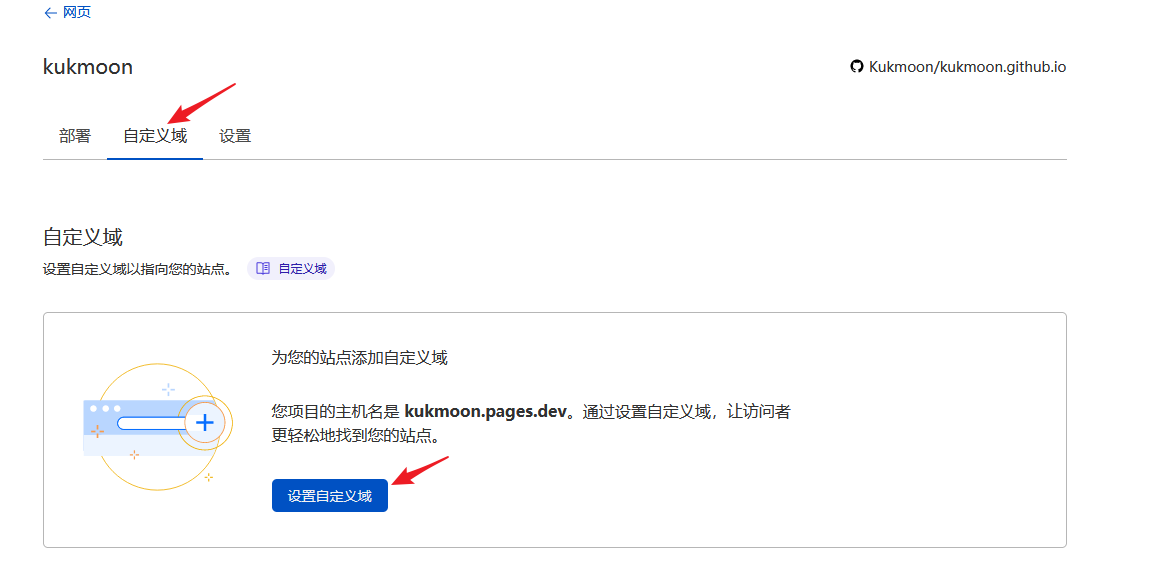 网页
kukmoon
Kukmoon/kukmoon.github.io
部署 自定义域 设置
自定义域
设置自定义域以指向您的站点。 自定义域
为您的站点添加自定义域
您项目的主机名是 kukmoon.pages.dev。通过设置自定义域，让访问者
更轻松地找到您的站点。
设置自定义域